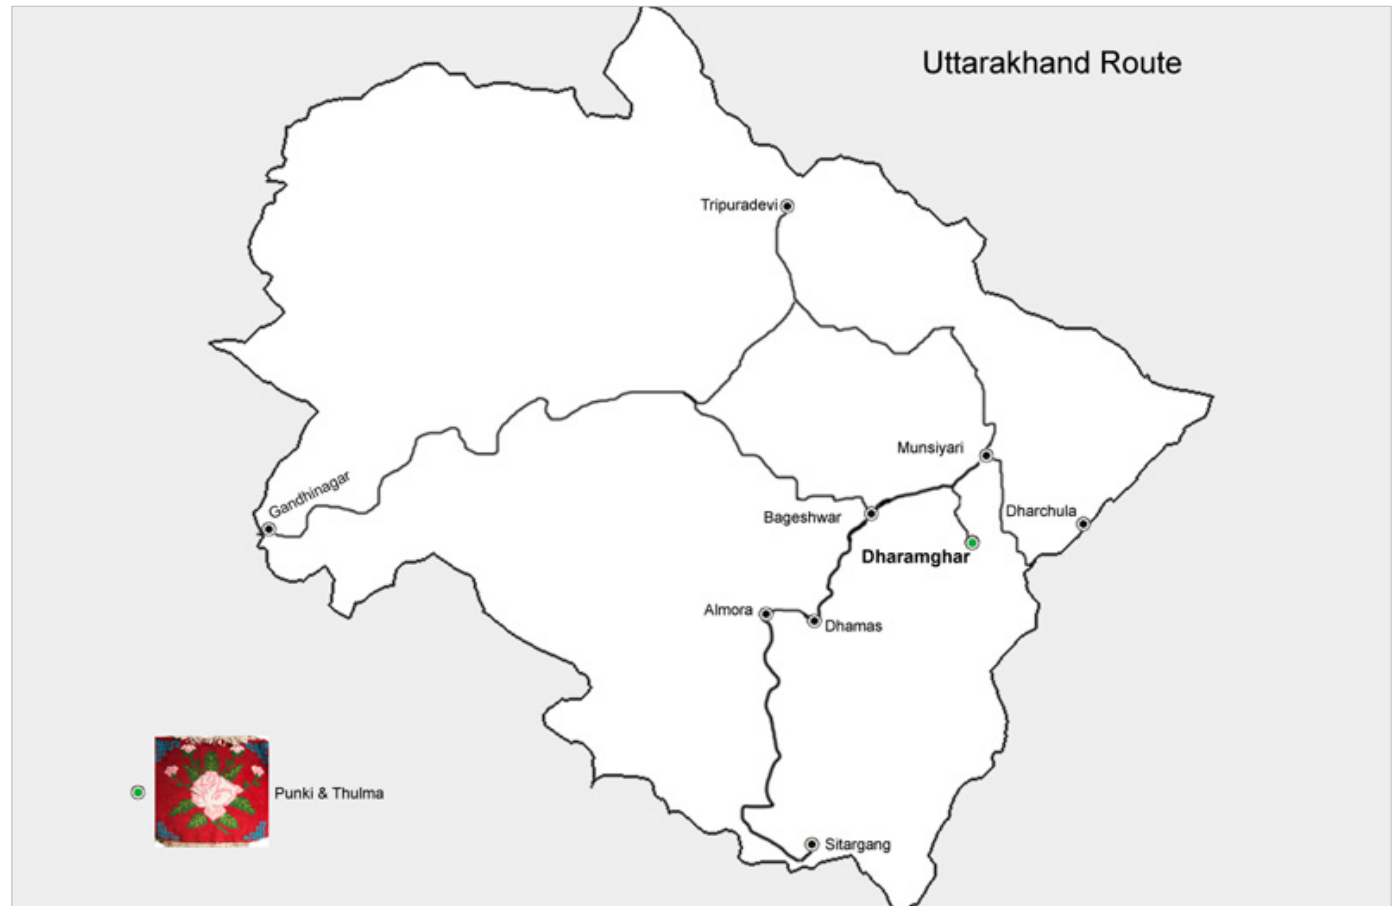 Uttarakhand Route
Tripuradevi
Munsiyari
Gandhinagar
Bageshwar
Dharchula
Dharamghar
Almora
Dhamas
Punki & Thulma
Sitargang